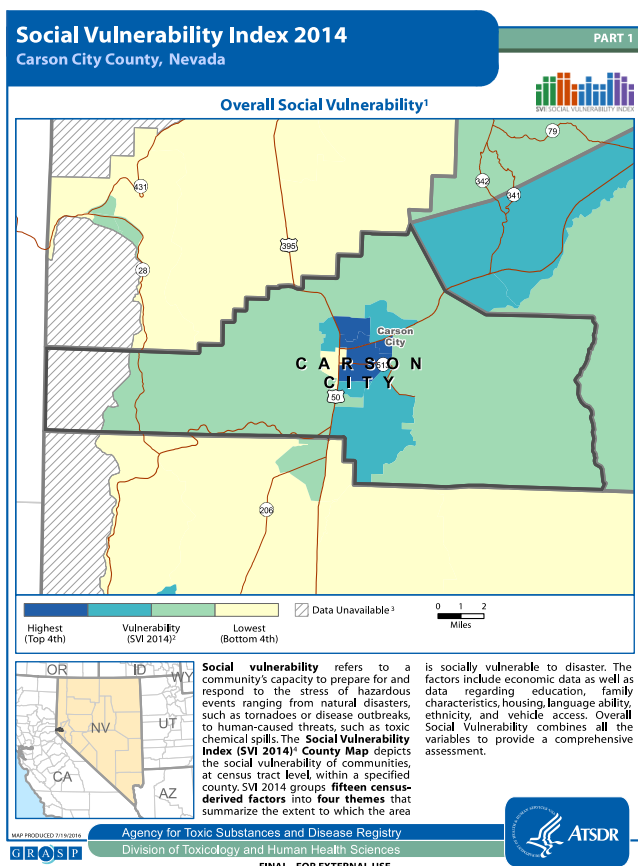 Social Vulnerability Index 2014
PART 1
Carson City County, Nevada
SVI SOCIAL VULNERABILITY INDEX
Overall Social Vulnerability¹
79
431
342
341
395
28
Carson
City
CARSON
CITY
513
50
206
Highest
(Top 4th)
Vulnerability
(SVI 2014)²
Lowest
(Bottom 4th)
Data Unavailable ³
0 1 2
Miles
OR
ID
WY
NV
UT
CA
AZ
Social vulnerability refers to a
community's capacity to prepare for and
respond to the stress of hazardous
events ranging from natural disasters,
such as tornadoes or disease outbreaks,
to human-caused threats, such as toxic
chemical spills. The Social Vulnerability
Index (SVI 2014)⁴ County Map depicts
the social vulnerability of communities,
at census tract level, within a specified
county. SVI 2014 groups fifteen census-
derived factors into four themes that
summarize the extent to which the area
is socially vulnerable to disaster. The
factors include economic data as well as
data regarding education, family
characteristics, housing, language ability,
ethnicity, and vehicle access. Overall
Social Vulnerability combines all the
variables to provide a comprehensive
assessment.
MAP PRODUCED 7/19/2016
Agency for Toxic Substances and Disease Registry
GRASP
Division of Toxicology and Human Health Sciences
ATSDR
FINAL - FOR EXTERNAL USE